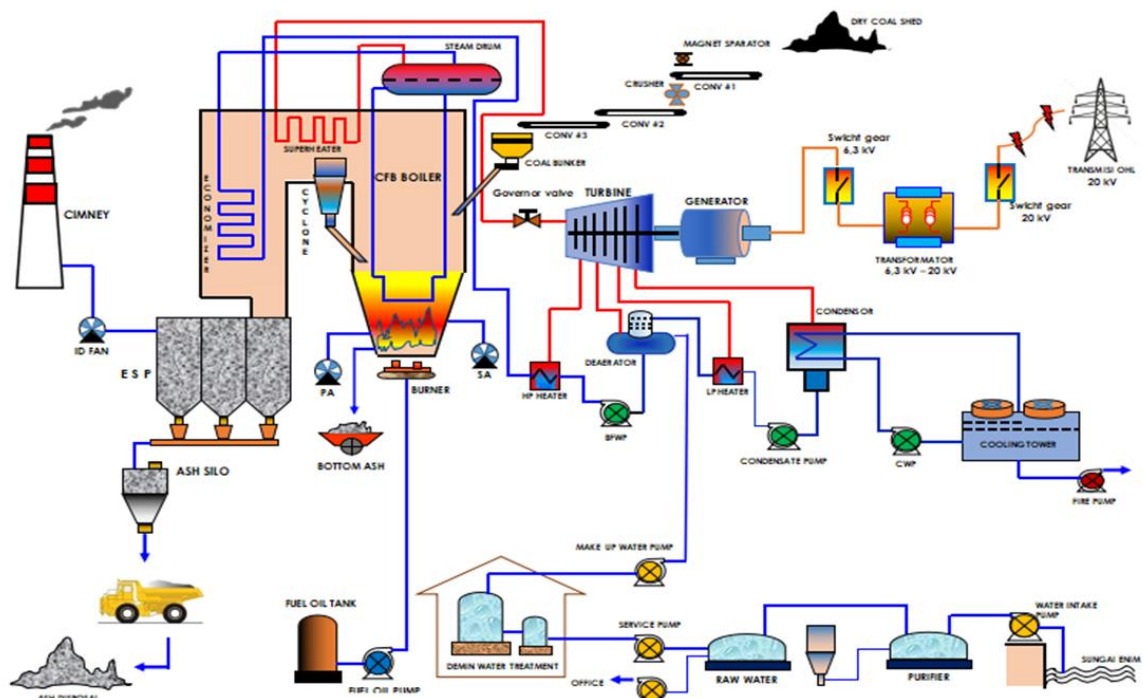 DRY COAL SHED
MAGNET SPARATOR
STEAM DRUM
CRUSHER
CONV #1
CONV #2
CONV #3
SUPERHEATER
COAL BUNKER
CFB BOILER
ECONOMIZER
CYCLONE
CIMNEY
Governor valve
TURBINE
GENERATOR
Swicht gear
6,3 kV
TRANSMISI OHL
20 kV
Swicht gear
20 kV
TRANSFORMATOR
6,3 kV – 20 kV
CONDENSOR
ID FAN
E S P
PA
SA
BURNER
HP HEATER
DEAERATOR
LP HEATER
BFWP
CONDENSATE PUMP
CWP
COOLING TOWER
FIRE PUMP
BOTTOM ASH
ASH SILO
MAKE UP WATER PUMP
FUEL OIL TANK
FUEL OIL PUMP
DEMIN WATER TREATMENT
SERVICE PUMP
OFFICE
RAW WATER
PURIFIER
WATER INTAKE
PUMP
SUNGAI ENIM
ASH DISPOSAL